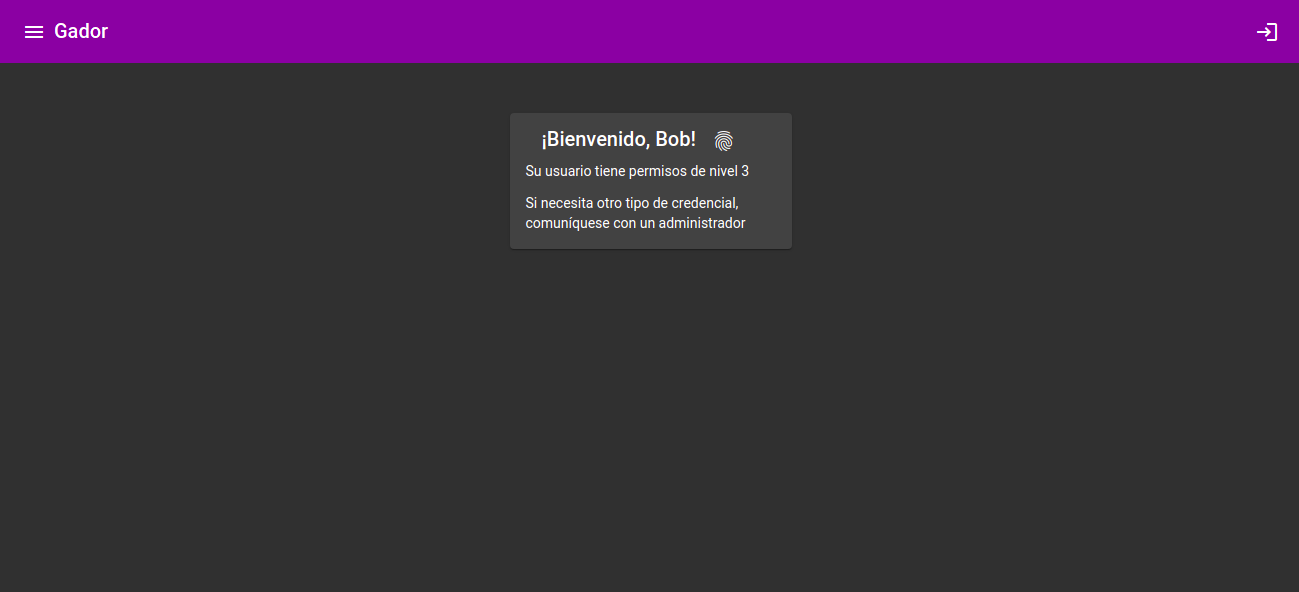 Gador
¡Bienvenido, Bob!
Su usuario tiene permisos de nivel 3
Si necesita otro tipo de credencial,
comuníquese con un administrador